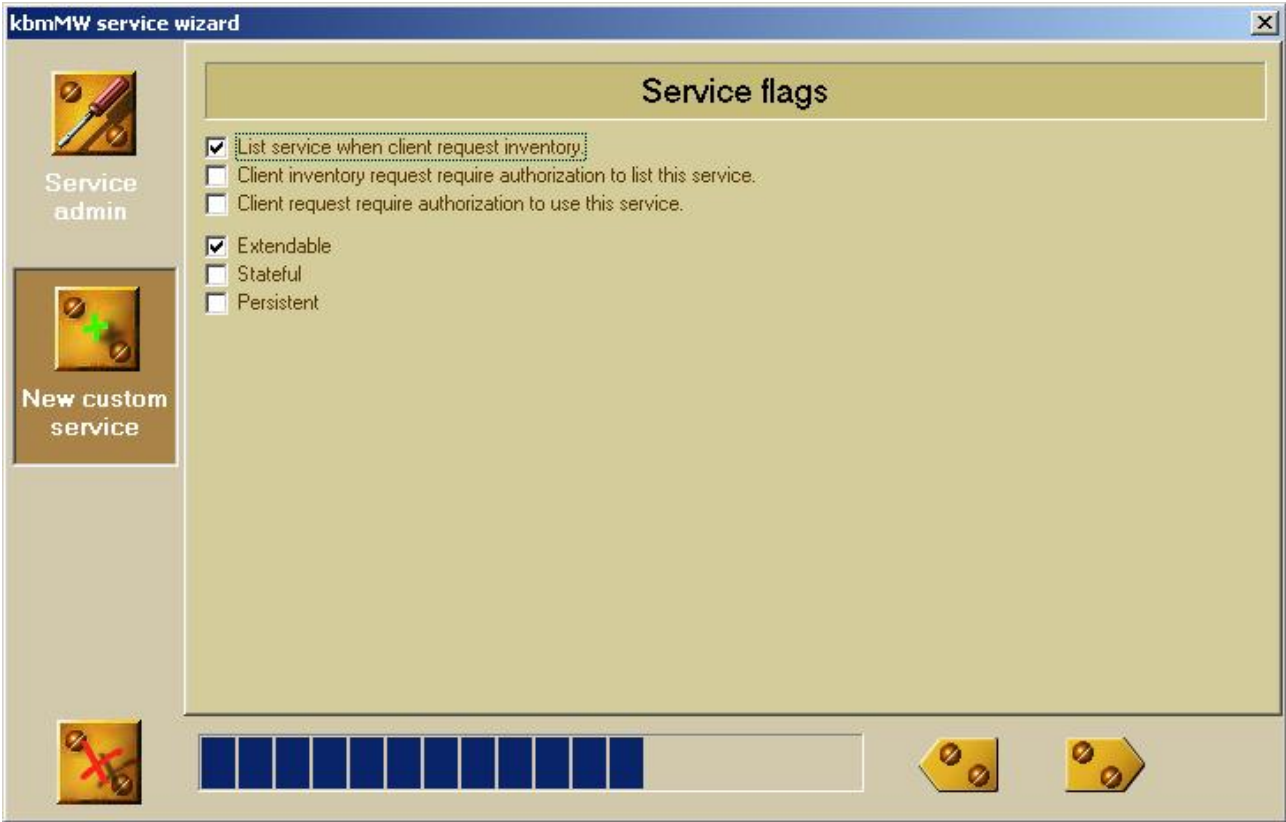 kbmMW service wizard
Service flags
Service
admin
New custom
service
List service when client request inventory.
Client inventory request require authorization to list this service.
Client request require authorization to use this service.
Extendable
Stateful
Persistent